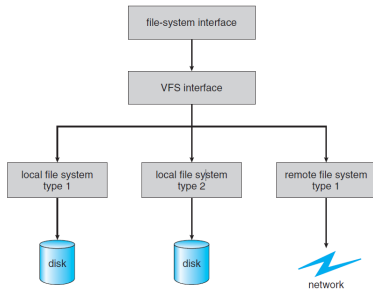 file-system interface
VFS interface
local file system
type 1
local file system
type 2
remote file system
type 1
disk
disk
network